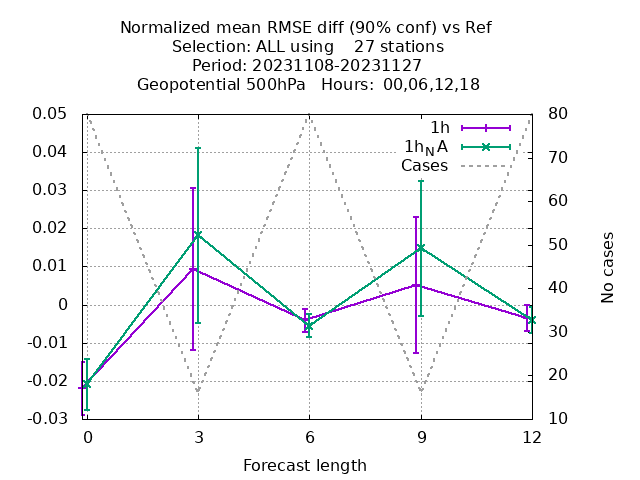 Normalized mean RMSE diff (90% conf) vs Ref
Selection: ALL using    27 stations
Period: 20231108-20231127
Geopotential 500hPa   Hours: 00,06,12,18
0.05
0.04
0.03
0.02
0.01
0
-0.01
-0.02
-0.03
1h
1hNA
Cases
80
70
60
50
40
30
20
10
No cases
0 3 6 9 12
Forecast length